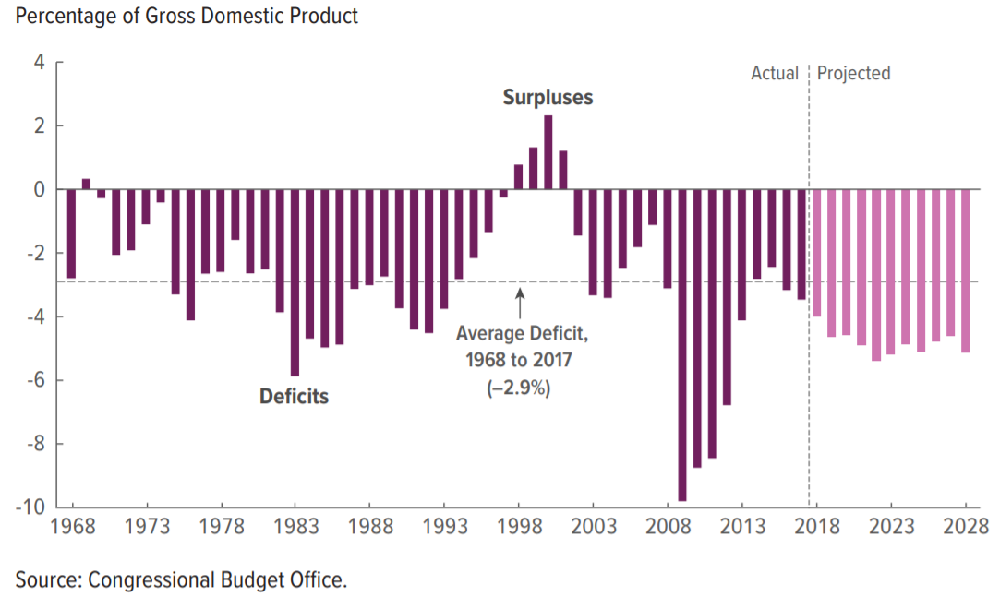 Percentage of Gross Domestic Product
4
Actual Projected
Surpluses
2
0
-2
-4
Average Deficit,
1968 to 2017
(–2.9%)
-6
Deficits
-8
-10
1968 1973 1978 1983 1988 1993 1998 2003 2008 2013 2018 2023 2028
Source: Congressional Budget Office.